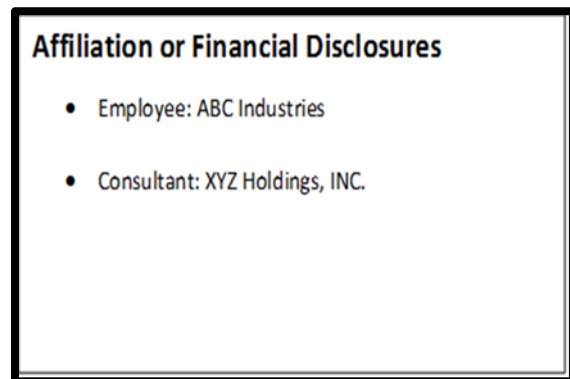 Affiliation or Financial Disclosures
• Employee: ABC Industries
• Consultant: XYZ Holdings, INC.